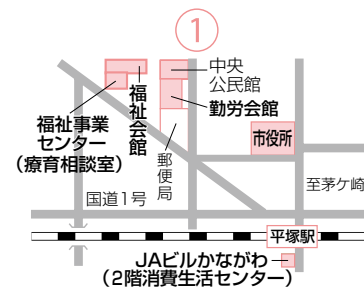 1
中央
公民館
勤労会館
福祉会館
福祉事業
センター
(療育相談室)
郵便局
市役所
国道1号
至茅ケ崎
平塚駅
JAビルかながわ
(2階消費生活センター)